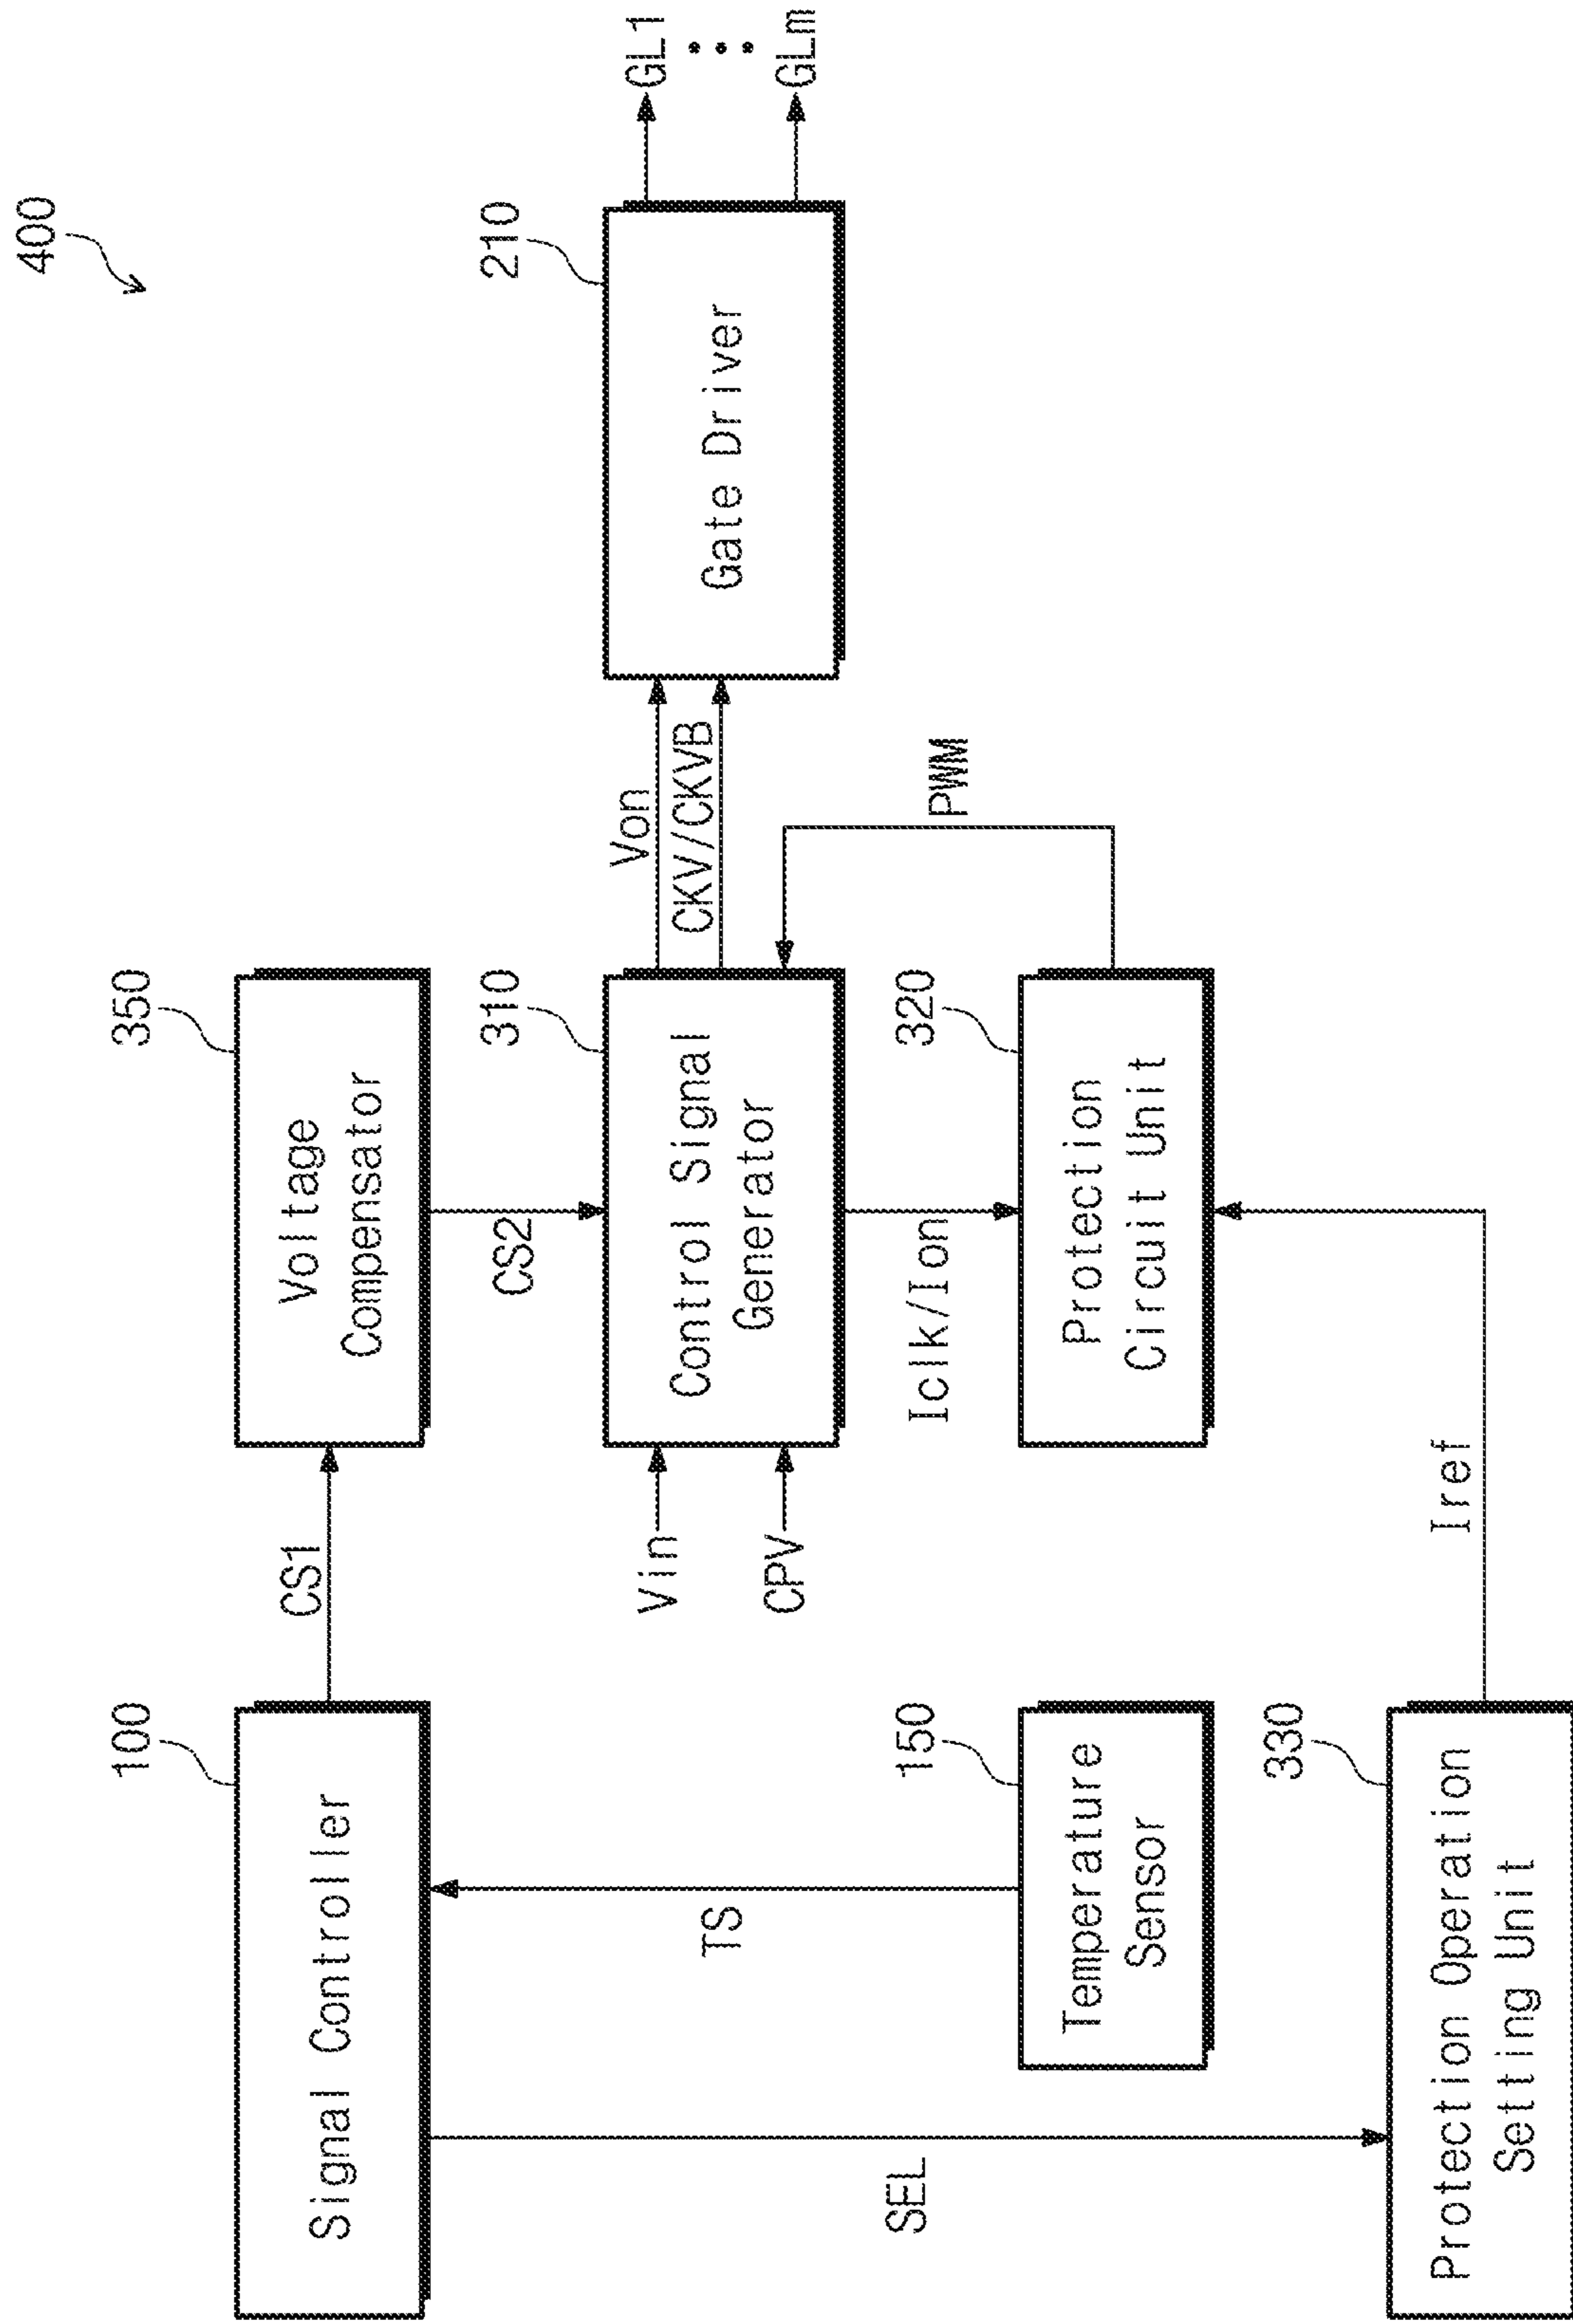 400
100
Signal Controller
CS1
350
Voltage
Compensator
CS2
Vin
CPV
310
Control Signal
Generator
Von
CKV/CKVB
210
Gate Driver
GL1
GLm
TS
SEL
150
Temperature
Sensor
Iclk/Ion
320
Protection
Circuit Unit
PWM
330
Protection Operation
Setting Unit
Iref